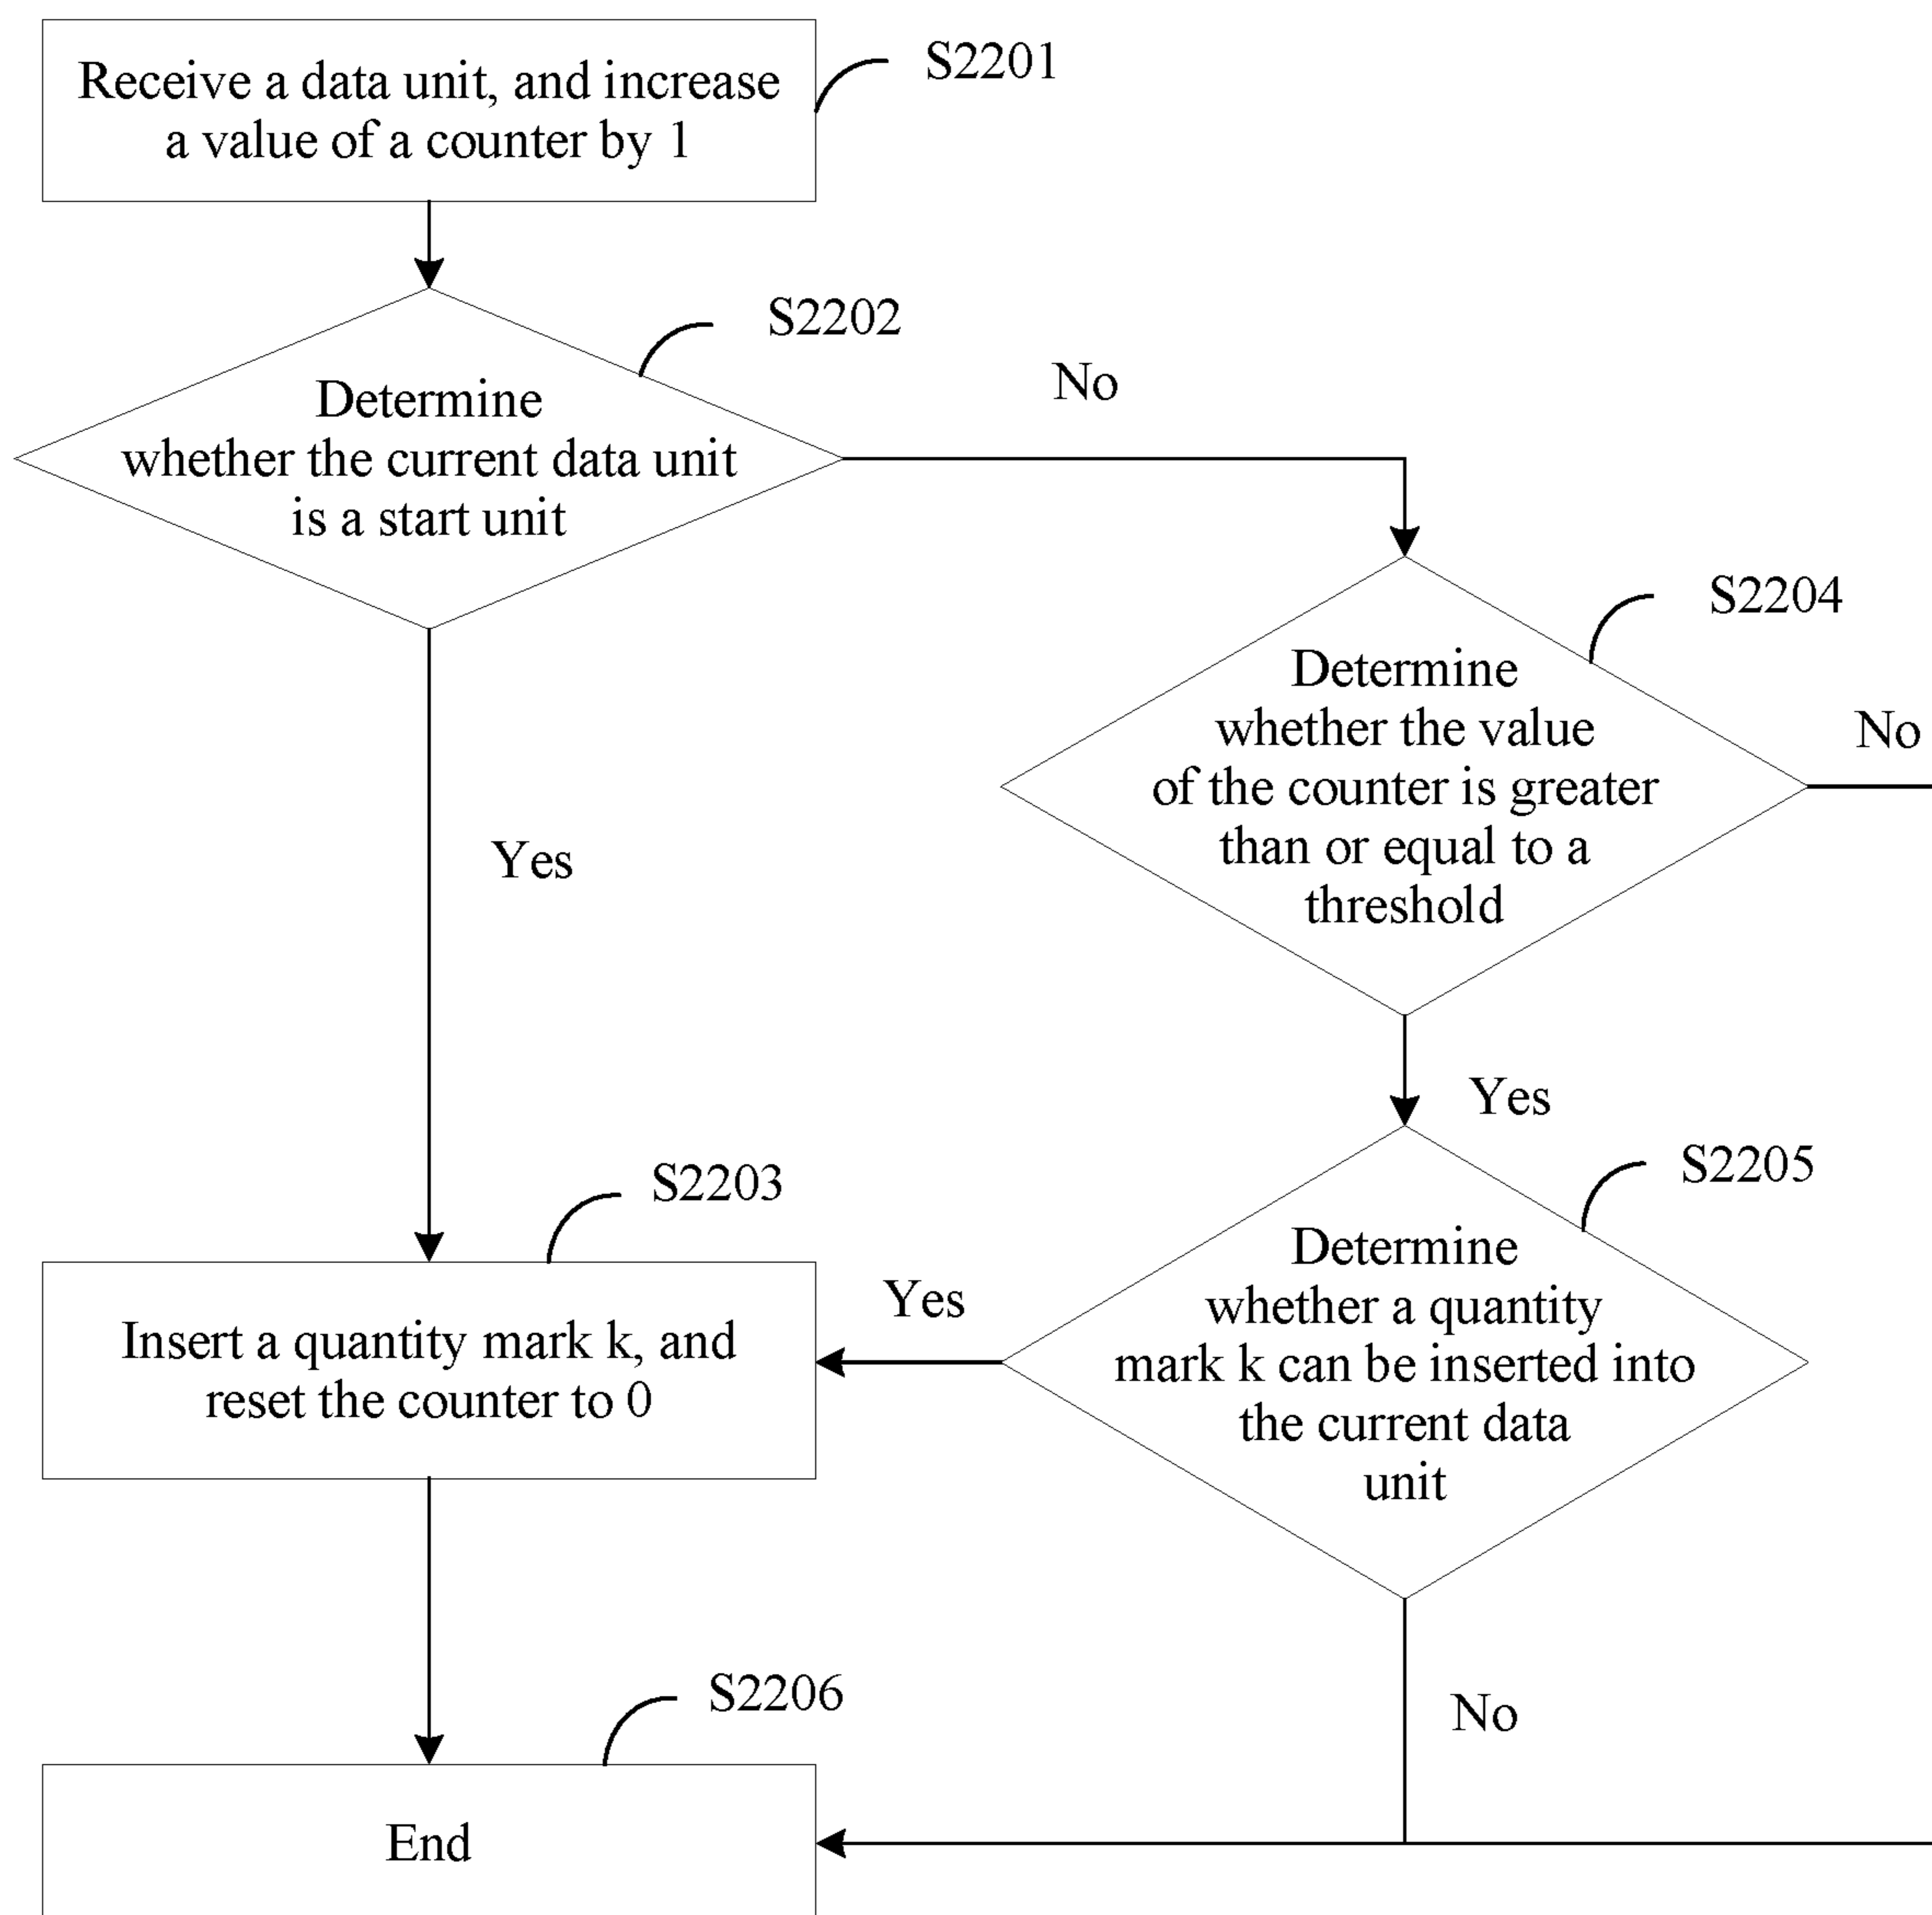 Receive a data unit, and increase
a value of a counter by 1
S2201
S2202
Determine
whether the current data unit
is a start unit
No
S2204
Determine
whether the value
of the counter is greater
than or equal to a
threshold
No
Yes
Yes
S2203
S2205
Insert a quantity mark k, and
reset the counter to 0
Yes
Determine
whether a quantity
mark k can be inserted into
the current data
unit
S2206
No
End